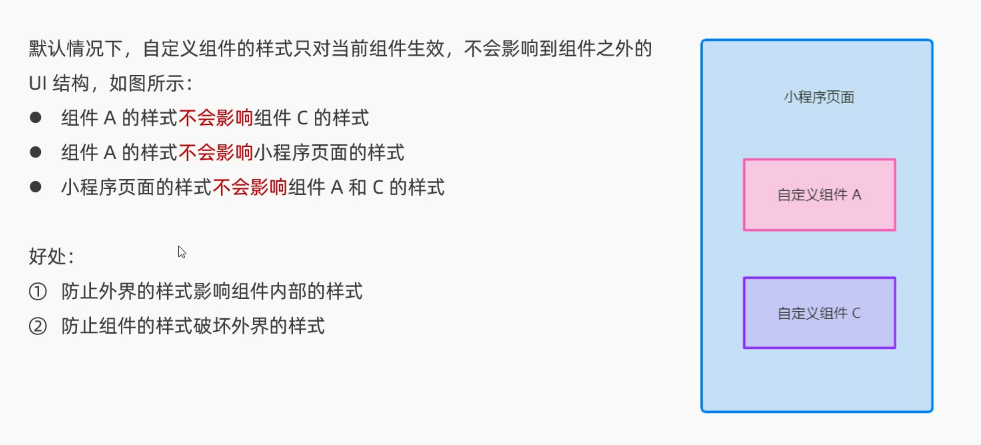 默认情况下，自定义组件的样式只对当前组件生效，不会影响到组件之外的
UI 结构，如图所示：
● 组件 A 的样式不会影响组件 C 的样式
● 组件 A 的样式不会影响小程序页面的样式
● 小程序页面的样式不会影响组件 A 和 C 的样式
好处：
① 防止外界的样式影响组件内部的样式
② 防止组件的样式破坏外界的样式
小程序页面
自定义组件 A
自定义组件 C